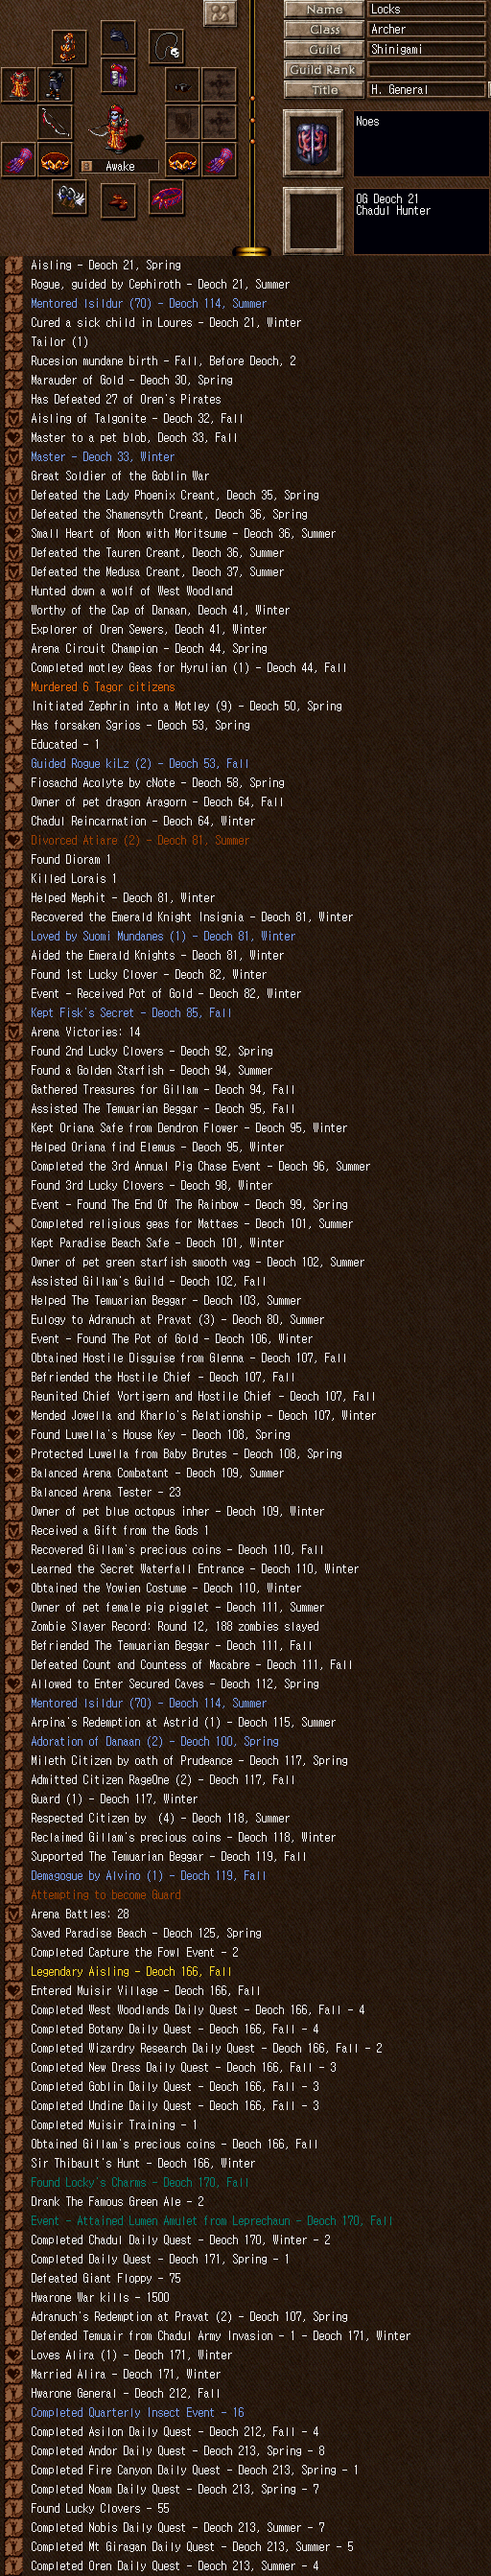 Name Locks
Class Archer
Guild Shinigami
Guild Rank
Title H. General
Noes
Awake
OG Deoch 21
Chadul Hunter
Aisling - Deoch 21, Spring
Rogue, guided by Cephiroth - Deoch 21, Summer
Mentored Isildur (70) - Deoch 114, Summer
Cured a sick child in Loures - Deoch 21, Winter
Tailor (1)
Rucesion mundane birth - Fall, Before Deoch, 2
Marauder of Gold - Deoch 30, Spring
Has Defeated 27 of Oren's Pirates
Aisling of Talgonite - Deoch 32, Fall
Master to a pet blob, Deoch 33, Fall
Master - Deoch 33, Winter
Great Soldier of the Goblin War
Defeated the Lady Phoenix Creant, Deoch 35, Spring
Defeated the Shamensyth Creant, Deoch 36, Spring
Small Heart of Moon with Moritsume - Deoch 36, Summer
Defeated the Tauren Creant, Deoch 36, Summer
Defeated the Medusa Creant, Deoch 37, Summer
Hunted down a wolf of West Woodland
Worthy of the Cap of Danaan, Deoch 41, Winter
Explorer of Oren Sewers, Deoch 41, Winter
Arena Circuit Champion - Deoch 44, Spring
Completed motley Geas for Hyrulian (1) - Deoch 44, Fall
Murdered 6 Tagor citizens
Initiated Zephrin into a Motley (9) - Deoch 50, Spring
Has forsaken Sgrios - Deoch 53, Spring
Educated - 1
Guided Rogue kiLz (2) - Deoch 53, Fall
Fiosachd Acolyte by cNote - Deoch 58, Spring
Owner of pet dragon Aragorn - Deoch 64, Fall
Chadul Reincarnation - Deoch 64, Winter
Divorced Atiare (2) - Deoch 81, Summer
Found Dioram 1
Killed Lorais 1
Helped Mephit - Deoch 81, Winter
Recovered the Emerald Knight Insignia - Deoch 81, Winter
Loved by Suomi Mundanes (1) - Deoch 81, Winter
Aided the Emerald Knights - Deoch 81, Winter
Found 1st Lucky Clover - Deoch 82, Winter
Event - Received Pot of Gold - Deoch 82, Winter
Kept Fisk's Secret - Deoch 85, Fall
Arena Victories: 14
Found 2nd Lucky Clovers - Deoch 92, Spring
Found a Golden Starfish - Deoch 94, Summer
Gathered Treasures for Gillam - Deoch 94, Fall
Assisted The Temuarian Beggar - Deoch 95, Fall
Kept Oriana Safe from Dendron Flower - Deoch 95, Winter
Helped Oriana find Elemus - Deoch 95, Winter
Completed the 3rd Annual Pig Chase Event - Deoch 96, Summer
Found 3rd Lucky Clovers - Deoch 98, Winter
Event - Found The End Of The Rainbow - Deoch 99, Spring
Completed religious geas for Mattaes - Deoch 101, Summer
Kept Paradise Beach Safe - Deoch 101, Winter
Owner of pet green starfish smooth vag - Deoch 102, Summer
Assisted Gillam's Guild - Deoch 102, Fall
Helped The Temuarian Beggar - Deoch 103, Summer
Eulogy to Adranuch at Pravat (3) - Deoch 80, Summer
Event - Found The Pot of Gold - Deoch 106, Winter
Obtained Hostile Disguise from Glenna - Deoch 107, Fall
Befriended the Hostile Chief - Deoch 107, Fall
Reunited Chief Vortigern and Hostile Chief - Deoch 107, Fall
Mended Jowella and Kharlo's Relationship - Deoch 107, Winter
Found Luwella's House Key - Deoch 108, Spring
Protected Luwella from Baby Brutes - Deoch 108, Spring
Balanced Arena Combatant - Deoch 109, Summer
Balanced Arena Tester - 23
Owner of pet blue octopus inher - Deoch 109, Winter
Received a Gift from the Gods 1
Recovered Gillam's precious coins - Deoch 110, Fall
Learned the Secret Waterfall Entrance - Deoch 110, Winter
Obtained the Yowien Costume - Deoch 110, Winter
Owner of pet female pig pigglet - Deoch 111, Summer
Zombie Slayer Record: Round 12, 188 zombies slayed
Befriended The Temuarian Beggar - Deoch 111, Fall
Defeated Count and Countess of Macabre - Deoch 111, Fall
Allowed to Enter Secured Caves - Deoch 112, Spring
Mentored Isildur (70) - Deoch 114, Summer
Arpina's Redemption at Astrid (1) - Deoch 115, Summer
Adoration of Danaan (2) - Deoch 100, Spring
Mileth Citizen by oath of Prudeance - Deoch 117, Spring
Admitted Citizen RageOne (2) - Deoch 117, Fall
Guard (1) - Deoch 117, Winter
Respected Citizen by  (4) - Deoch 118, Summer
Reclaimed Gillam's precious coins - Deoch 118, Winter
Supported The Temuarian Beggar - Deoch 119, Fall
Demagogue by Alvino (1) - Deoch 119, Fall
Attempting to become Guard
Arena Battles: 28
Saved Paradise Beach - Deoch 125, Spring
Completed Capture the Fowl Event - 2
Legendary Aisling - Deoch 166, Fall
Entered Muisir Village - Deoch 166, Fall
Completed West Woodlands Daily Quest - Deoch 166, Fall - 4
Completed Botany Daily Quest - Deoch 166, Fall - 4
Completed Wizardry Research Daily Quest - Deoch 166, Fall - 2
Completed New Dress Daily Quest - Deoch 166, Fall - 3
Completed Goblin Daily Quest - Deoch 166, Fall - 3
Completed Undine Daily Quest - Deoch 166, Fall - 3
Completed Muisir Training - 1
Obtained Gillam's precious coins - Deoch 166, Fall
Sir Thibault's Hunt - Deoch 166, Winter
Found Locky's Charms - Deoch 170, Fall
Drank The Famous Green Ale - 2
Event - Attained Lumen Amulet from Leprechaun - Deoch 170, Fall
Completed Chadul Daily Quest - Deoch 170, Winter - 2
Completed Daily Quest - Deoch 171, Spring - 1
Defeated Giant Floppy - 75
Hwarone War kills - 1500
Adranuch's Redemption at Pravat (2) - Deoch 107, Spring
Defended Temuair from Chadul Army Invasion - 1 - Deoch 171, Winter
Loves Alira (1) - Deoch 171, Winter
Married Alira - Deoch 171, Winter
Hwarone General - Deoch 212, Fall
Completed Quarterly Insect Event - 16
Completed Asilon Daily Quest - Deoch 212, Fall - 4
Completed Andor Daily Quest - Deoch 213, Spring - 8
Completed Fire Canyon Daily Quest - Deoch 213, Spring - 1
Completed Noam Daily Quest - Deoch 213, Spring - 7
Found Lucky Clovers - 55
Completed Nobis Daily Quest - Deoch 213, Summer - 7
Completed Mt Giragan Daily Quest - Deoch 213, Summer - 5
Completed Oren Daily Quest - Deoch 213, Summer - 4